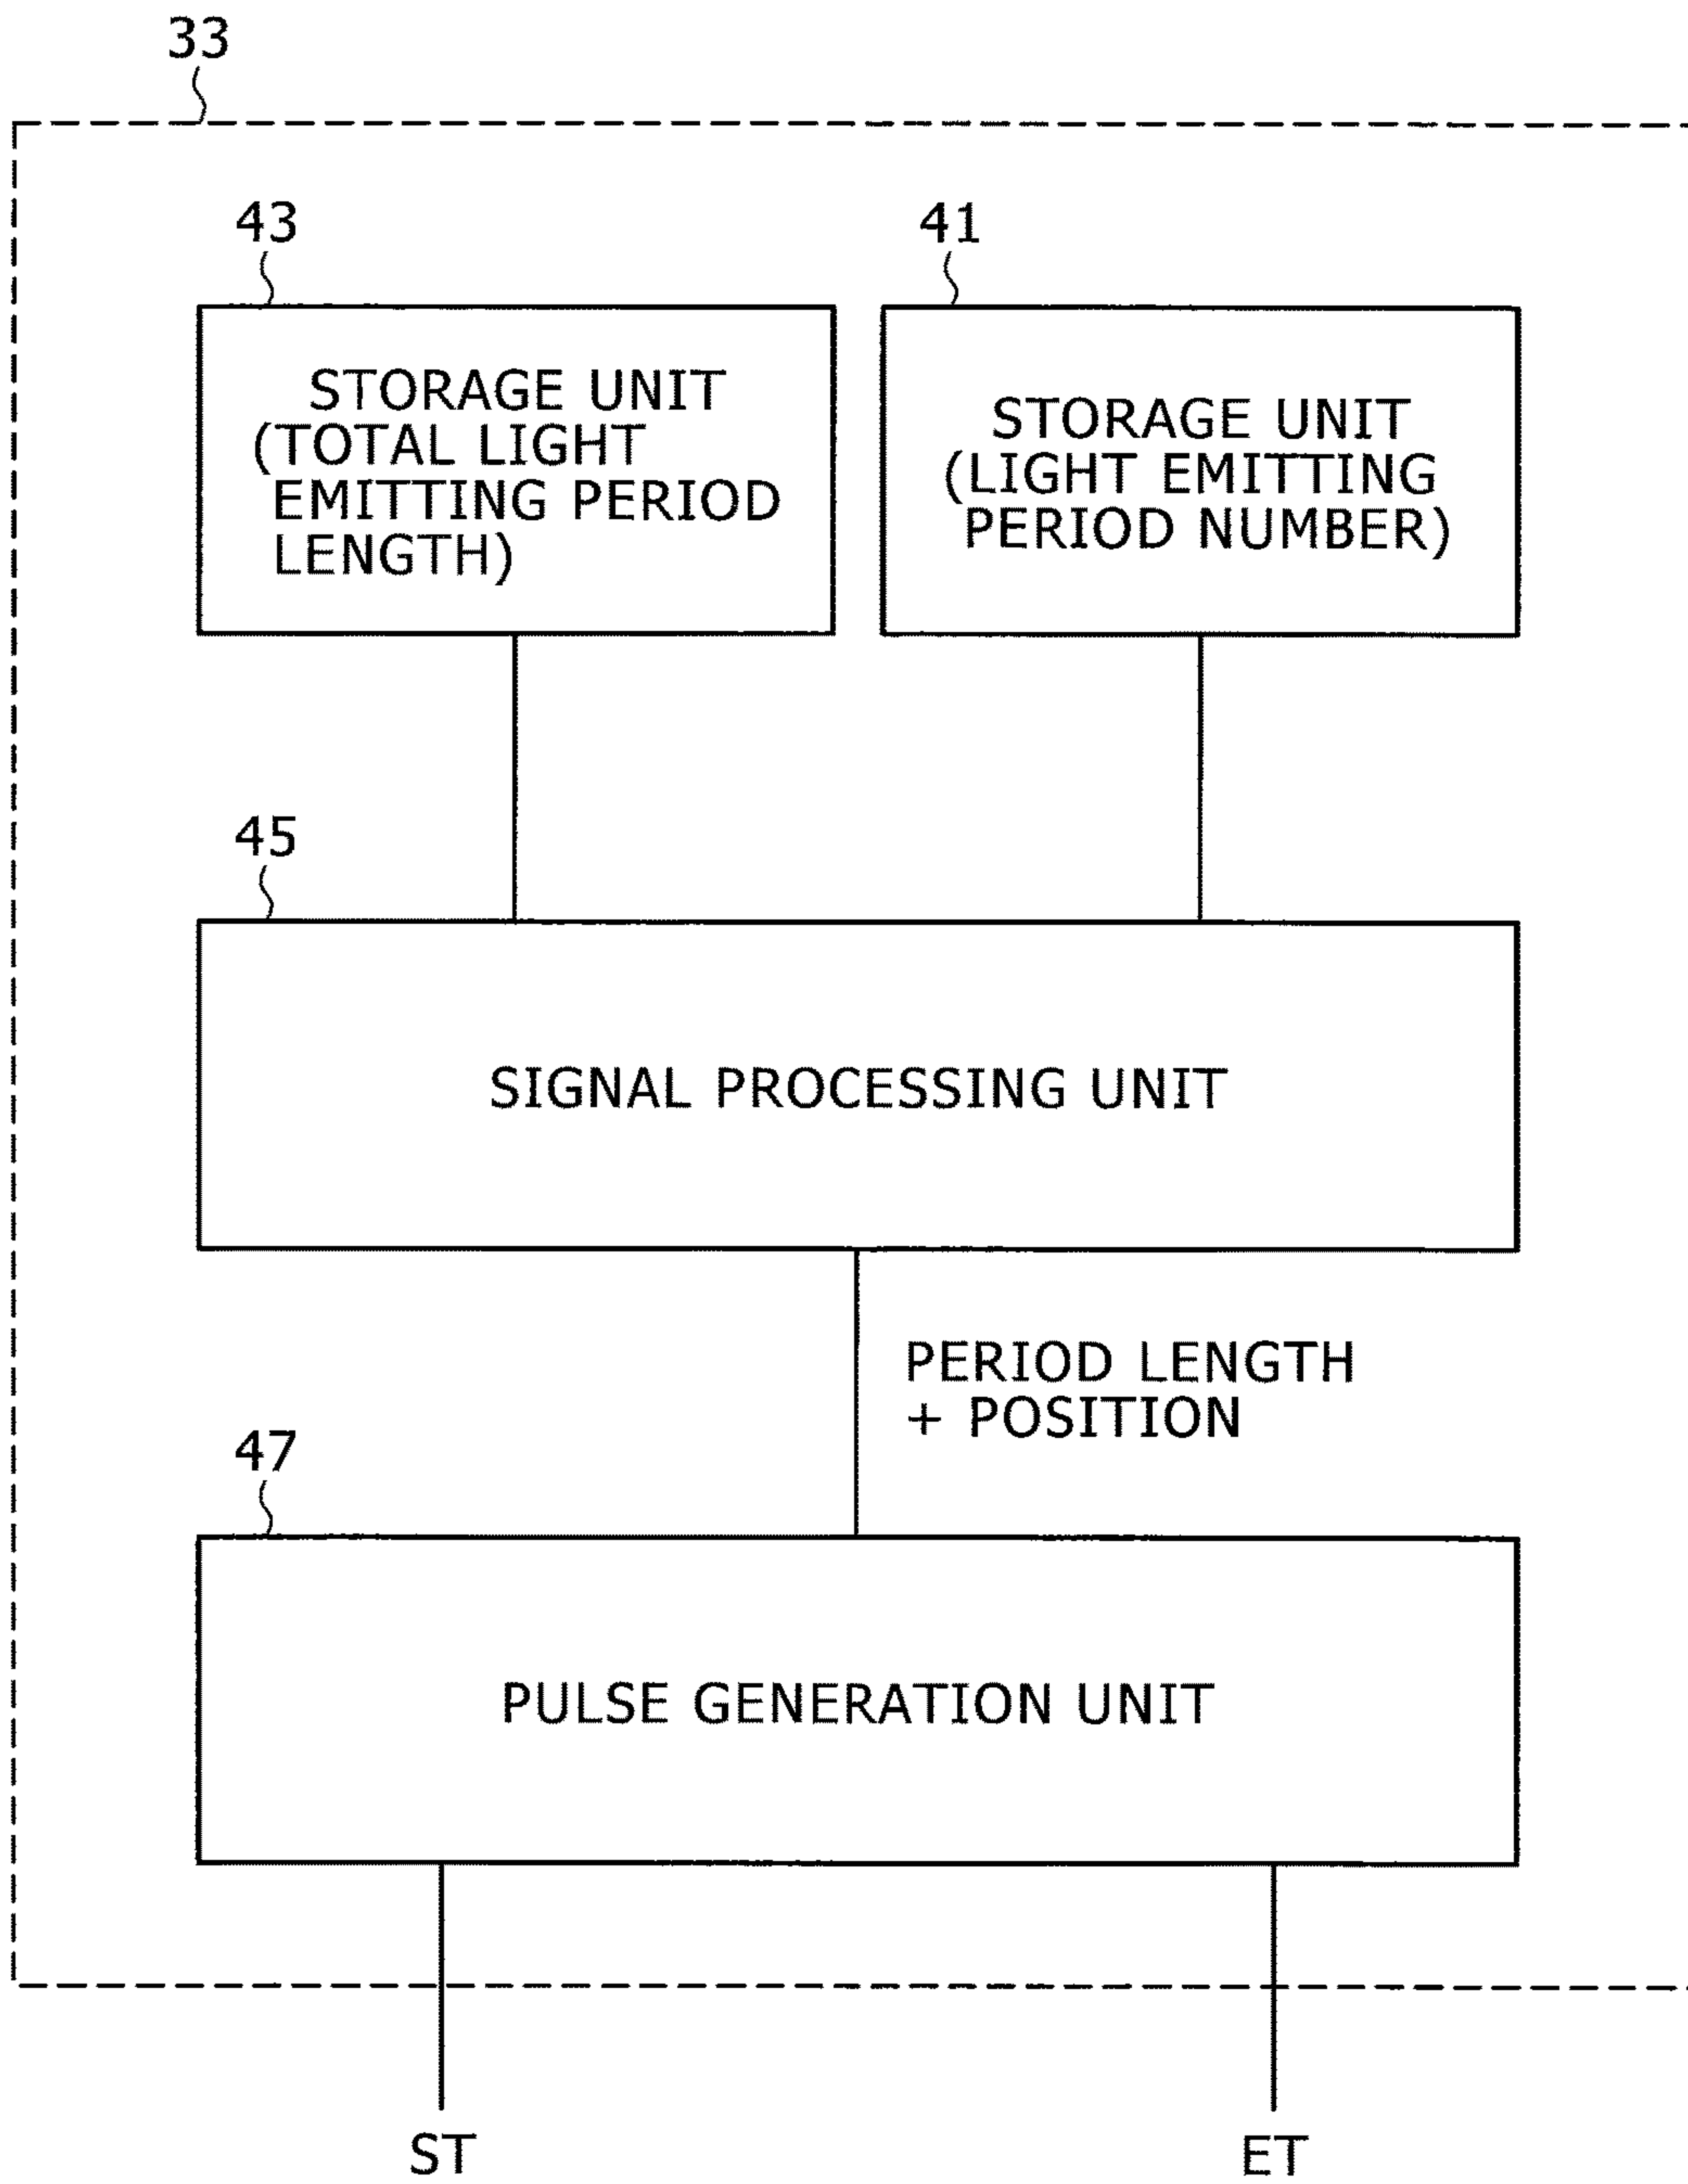 33
43
STORAGE UNIT
(TOTAL LIGHT
EMITTING PERIOD
LENGTH)
41
STORAGE UNIT
(LIGHT EMITTING
PERIOD NUMBER)
45
SIGNAL PROCESSING UNIT
PERIOD LENGTH
+ POSITION
47
PULSE GENERATION UNIT
ST
ET